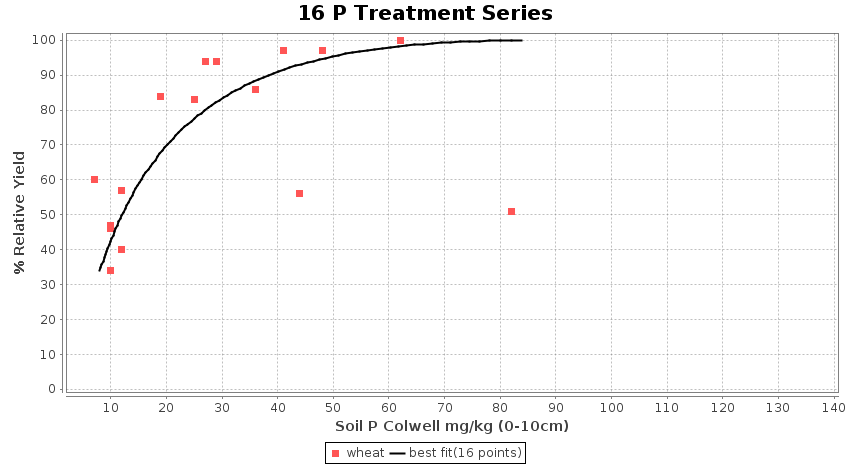 16 P Treatment Series
% Relative Yield
100
90
80
70
60
50
40
30
20
10
0
10 20 30 40 50 60 70 80 90 100 110 120 130 140
Soil P Colwell mg/kg (0-10cm)
wheat best fit(16 points)